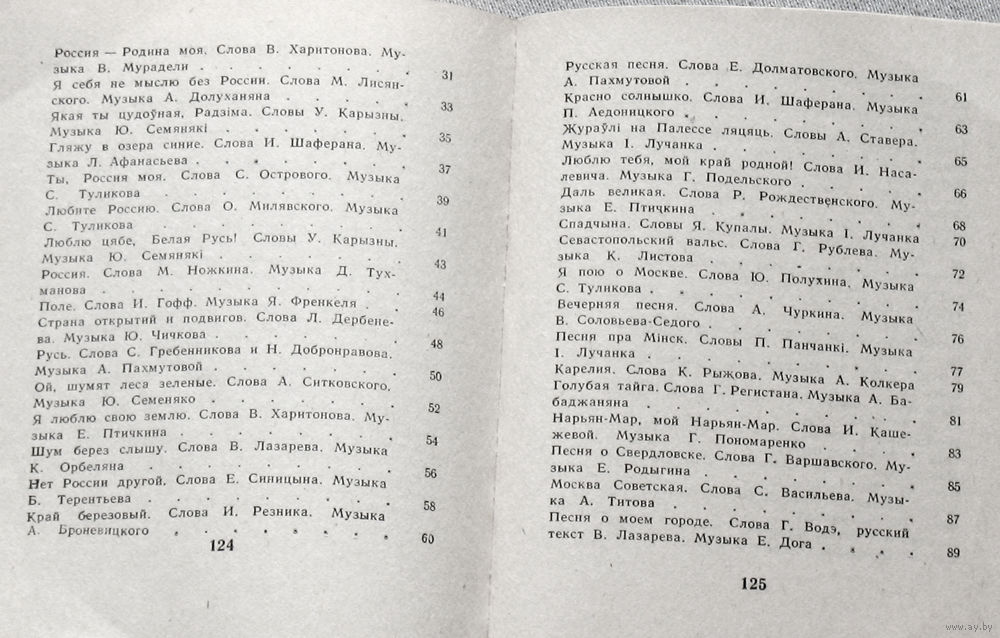 Россия — Родина моя. Слова В. Харитонова. Му-
зыка В. Мурадели . . . . . . 31
Я себя не мыслю без России. Слова М. Лисян-
ского. Музыка А. Долуханяна . . . . 33
Якая ты цудоўная, Радзіма. Словы У. Карызны.
Музыка Ю. Семянякі . . . . . . 35
Гляжу в озера синие. Слова И. Шаферана. Му-
зыка Л. Афанасьева . . . . . . 37
Ты, Россия моя. Слова С. Острового. Музыка
С. Туликова . . . . . . . 39
Любите Россию. Слова О. Милявского. Музыка
С. Туликова . . . . . . . 41
Люблю цябе, Белая Русь! Словы У. Карызны.
Музыка Ю. Семянякі . . . . . . 43
Россия. Слова М. Ножкина. Музыка Д. Тух-
манова . . . . . . . . 44
Поле. Слова И. Гофф. Музыка Я. Френкеля . . 46
Страна открытий и подвигов. Слова Л. Дербене-
ва. Музыка Ю. Чичкова . . . . . 48
Русь. Слова С. Гребенникова и Н. Добронравова.
Музыка А. Пахмутовой . . . . . 50
Ой, шумят леса зеленые. Слова А. Ситковского.
Музыка Ю. Семеняко . . . . . . 52
Я люблю свою землю. Слова В. Харитонова. Му-
зыка Е. Птичкина . . . . . . 54
Шум берез слышу. Слова В. Лазарева. Музыка
К. Орбеляна . . . . . . . 56
Нет России другой. Слова Е. Синицына. Музыка
Б. Терентьева . . . . . . . 58
Край березовый. Слова И. Резника. Музыка
А. Броневицкого . . . . . . 60
124
Русская песня. Слова Е. Долматовского. Музыка
А. Пахмутовой . . . . . . . 61
Красно солнышко. Слова И. Шаферана. Музыка
П. Аедоницкого . . . . . . . 63
Жураўлі на Палессе ляцяць. Словы А. Ставера.
Музыка І. Лучанка . . . . . . 65
Люблю тебя, мой край родной! Слова И. Наса-
левича. Музыка Г. Подельского . . . . 66
Даль великая. Слова Р. Рождественского. Му-
зыка Е. Птичкина . . . . . . 68
Спадчына. Словы Я. Купалы. Музыка І. Лучанка 70
Севастопольский вальс. Слова Г. Рублева. Му-
зыка К. Листова . . . . . . 72
Я пою о Москве. Слова Ю. Полухина. Музыка
С. Туликова . . . . . . . 74
Вечерняя песня. Слова А. Чуркина. Музыка
В. Соловьева-Седого . . . . . . 76
Песня пра Мінск. Словы П. Панчанкі. Музыка
І. Лучанка . . . . . . . 77
Карелия. Слова К. Рыжова. Музыка А. Колкера 79
Голубая тайга. Слова Г. Регистана. Музыка А. Ба-
баджаняна . . . . . . . 81
Нарьян-Мар, мой Нарьян-Мар. Слова И. Каше-
жевой. Музыка Г. Пономаренко . . . 83
Песня о Свердловске. Слова Г. Варшавского. Му-
зыка Е. Родыгина . . . . . . 85
Москва Советская. Слова С. Васильева. Музы-
ка А. Титова . . . . . . . 87
Песня о моем городе. Слова Г. Водэ, русский
текст В. Лазарева. Музыка Е. Дога . . . . 89
125
www.ay.by